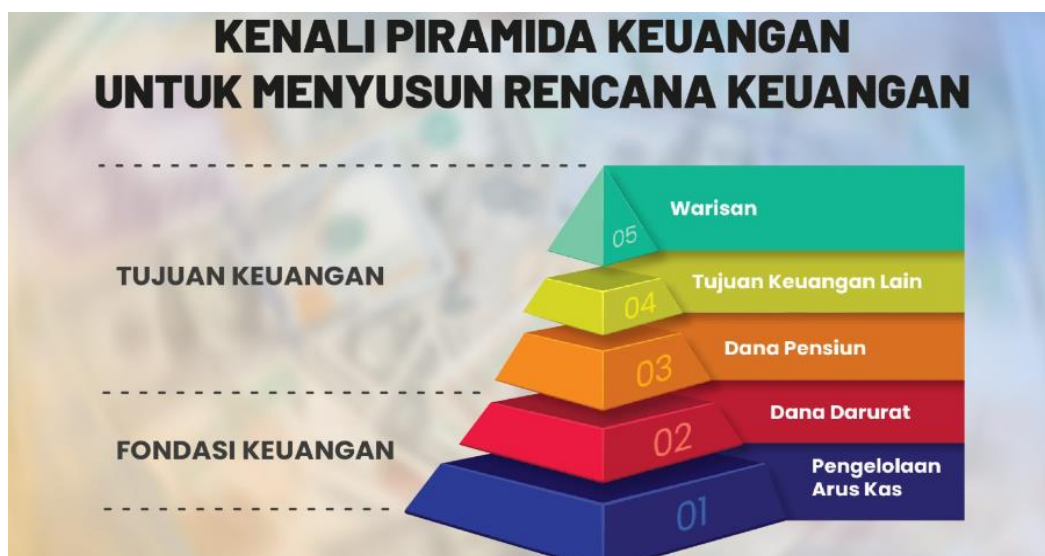 KENALI PIRAMIDA KEUANGAN
UNTUK MENYUSUN RENCANA KEUANGAN
TUJUAN KEUANGAN
FONDASI KEUANGAN
05
Warisan
04
Tujuan Keuangan Lain
03
Dana Pensiun
02
Dana Darurat
01
Pengelolaan
Arus Kas